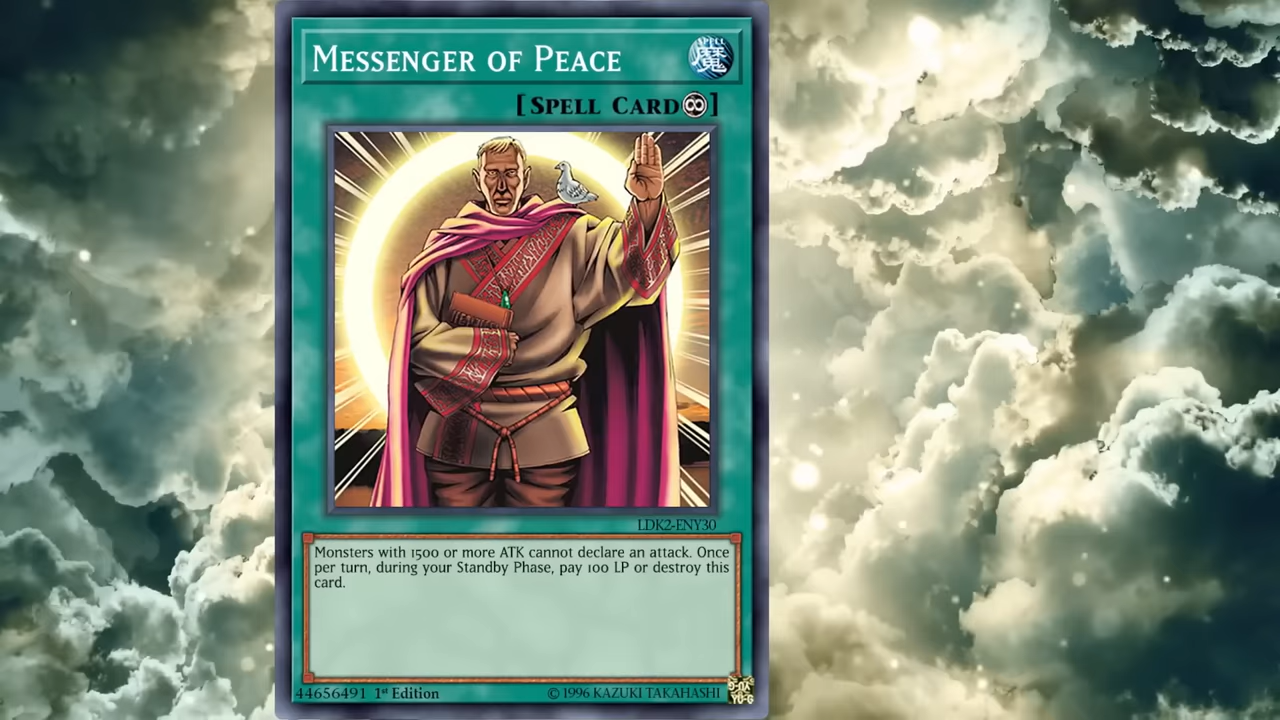 MESSENGER OF PEACE
SPELL
魔
[SPELL CARD♾]
LDK2-ENY30
Monsters with 1500 or more ATK cannot declare an attack. Once
per turn, during your Standby Phase, pay 100 LP or destroy this
card.
44656491 1st Edition
© 1996 KAZUKI TAKAHASHI